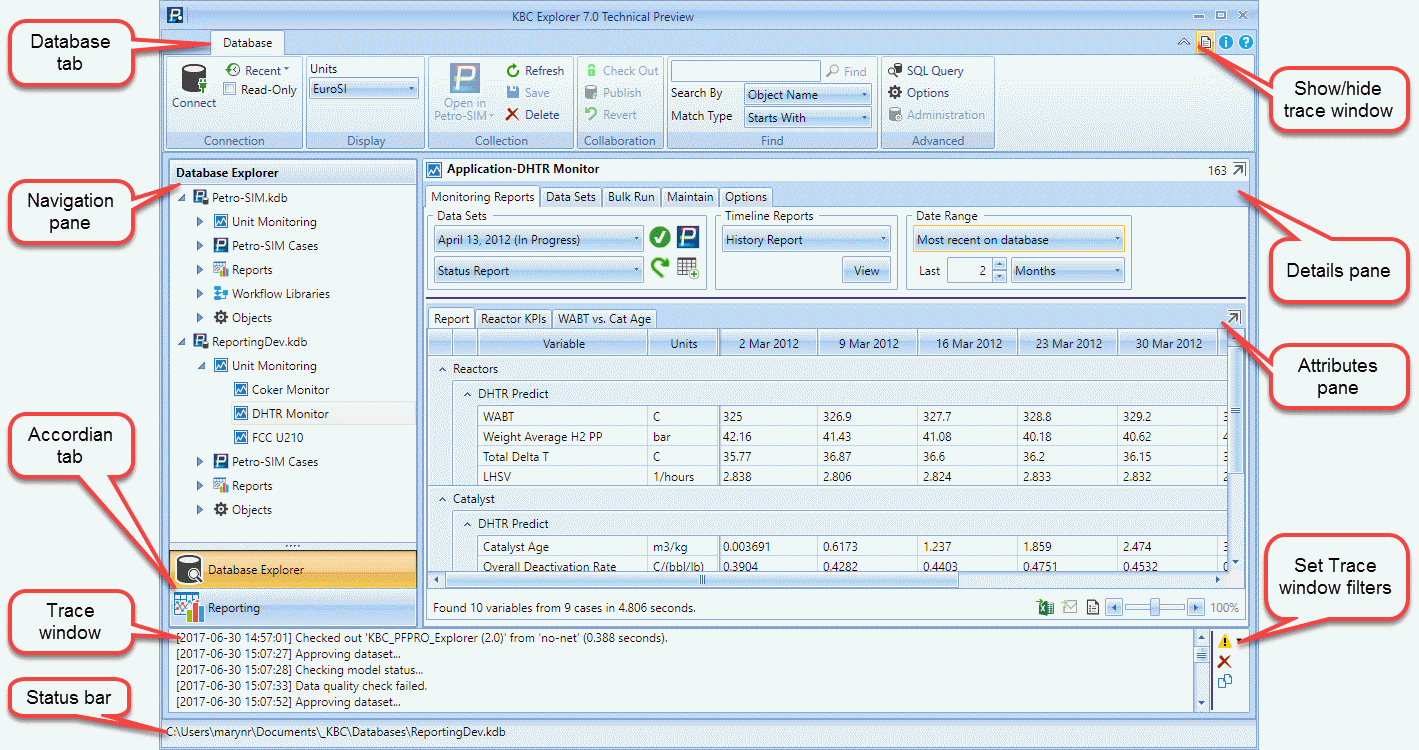 KBC Explorer 7.0 Technical Preview
Database tab
Database
Show/hide trace window
Connect
Recent
Read-Only
Connection
Units
EuroSI
Display
Open in Petro-SIM
Refresh
Save
Delete
Collection
Check Out
Publish
Revert
Collaboration
Find
Search By
Object Name
Match Type
Starts With
Find
SQL Query
Options
Administration
Advanced
Navigation pane
Database Explorer
Petro-SIM.kdb
Unit Monitoring
Petro-SIM Cases
Reports
Workflow Libraries
Objects
ReportingDev.kdb
Unit Monitoring
Coker Monitor
DHTR Monitor
FCC U210
Petro-SIM Cases
Reports
Objects
Accordian tab
Database Explorer
Reporting
Application-DHTR Monitor
163
Details pane
Monitoring Reports
Data Sets
Bulk Run
Maintain
Options
Data Sets
April 13, 2012 (In Progress)
Status Report
Timeline Reports
History Report
View
Date Range
Most recent on database
Last
2
Months
Attributes pane
Report
Reactor KPIs
WABT vs. Cat Age
Variable Units 2 Mar 2012 9 Mar 2012 16 Mar 2012 23 Mar 2012 30 Mar 2012
Reactors
DHTR Predict
WABT C 325 326.9 327.7 328.8 329.2
Weight Average H2 PP bar 42.16 41.43 41.08 40.18 40.62
Total Delta T C 35.77 36.87 36.6 36.2 36.15
LHSV 1/hours 2.838 2.806 2.824 2.833 2.832
Catalyst
DHTR Predict
Catalyst Age m3/kg 0.003691 0.6173 1.237 1.859 2.474
Overall Deactivation Rate C/(bbl/lb) 0.3904 0.4282 0.4403 0.4751 0.4532
Found 10 variables from 9 cases in 4.806 seconds.
100%
Set Trace window filters
Trace window
[2017-06-30 14:57:01] Checked out 'KBC_PFPRO_Explorer (2.0)' from 'no-net' (0.388 seconds).
[2017-06-30 15:07:27] Approving dataset...
[2017-06-30 15:07:28] Checking model status...
[2017-06-30 15:07:33] Data quality check failed.
[2017-06-30 15:07:52] Approving dataset...
Status bar
C:\Users\marynr\Documents\_KBC\Databases\ReportingDev.kdb